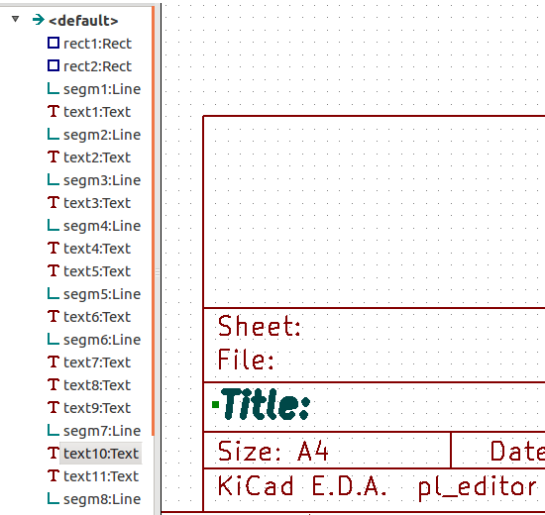 <default>
rect1:Rect
rect2:Rect
segm1:Line
text1:Text
segm2:Line
text2:Text
segm3:Line
text3:Text
segm4:Line
text4:Text
text5:Text
segm5:Line
text6:Text
segm6:Line
text7:Text
text8:Text
text9:Text
segm7:Line
text10:Text
text11:Text
segm8:Line
Sheet:
File:
Title:
Size: A4 Date
KiCad E.D.A. pl_editor